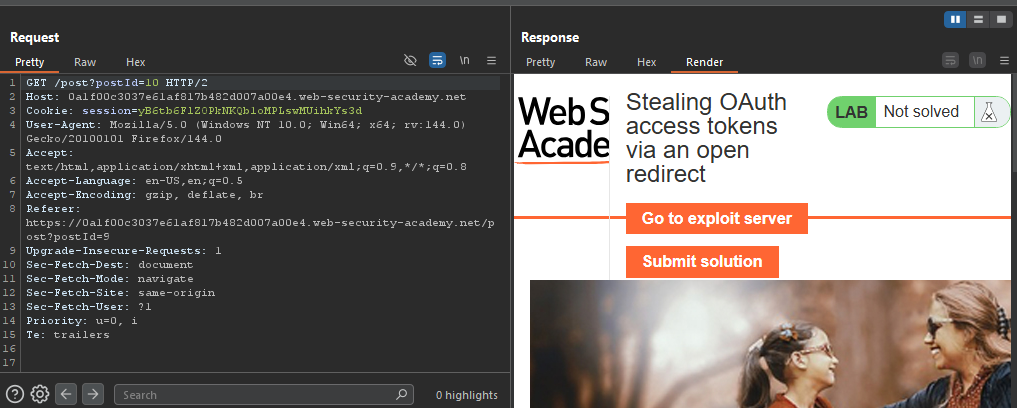 Request
Pretty Raw Hex
\n
1 GET /post?postId=10 HTTP/2
2 Host: 0a1f00c3037e61af817b482d007a00e4.web-security-academy.net
3 Cookie: session=yB6tb6FlZ0PkNKQbloMPLswMUihkYs3d
4 User-Agent: Mozilla/5.0 (Windows NT 10.0; Win64; x64; rv:144.0)
Gecko/20100101 Firefox/144.0
5 Accept:
text/html,application/xhtml+xml,application/xml;q=0.9,*/*;q=0.8
6 Accept-Language: en-US,en;q=0.5
7 Accept-Encoding: gzip, deflate, br
8 Referer:
https://0a1f00c3037e61af817b482d007a00e4.web-security-academy.net/p
ost?postId=9
9 Upgrade-Insecure-Requests: 1
10 Sec-Fetch-Dest: document
11 Sec-Fetch-Mode: navigate
12 Sec-Fetch-Site: same-origin
13 Sec-Fetch-User: ?1
14 Priority: u=0, i
15 Te: trailers
16
17
Search
0 highlights
Response
Pretty Raw Hex Render
\n
Web S
Acade
Stealing OAuth
access tokens
via an open
redirect
LAB Not solved
Go to exploit server
Submit solution